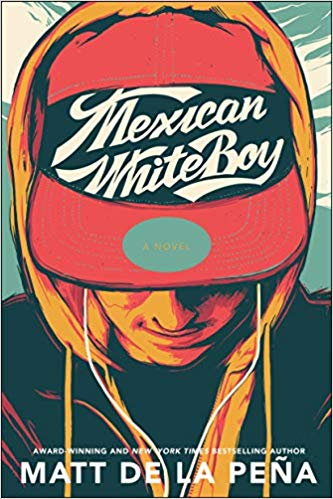 Mexican
WhiteBoy
A NOVEL
AWARD-WINNING AND NEW YORK TIMES BESTSELLING AUTHOR
MATT DE LA PEÑA